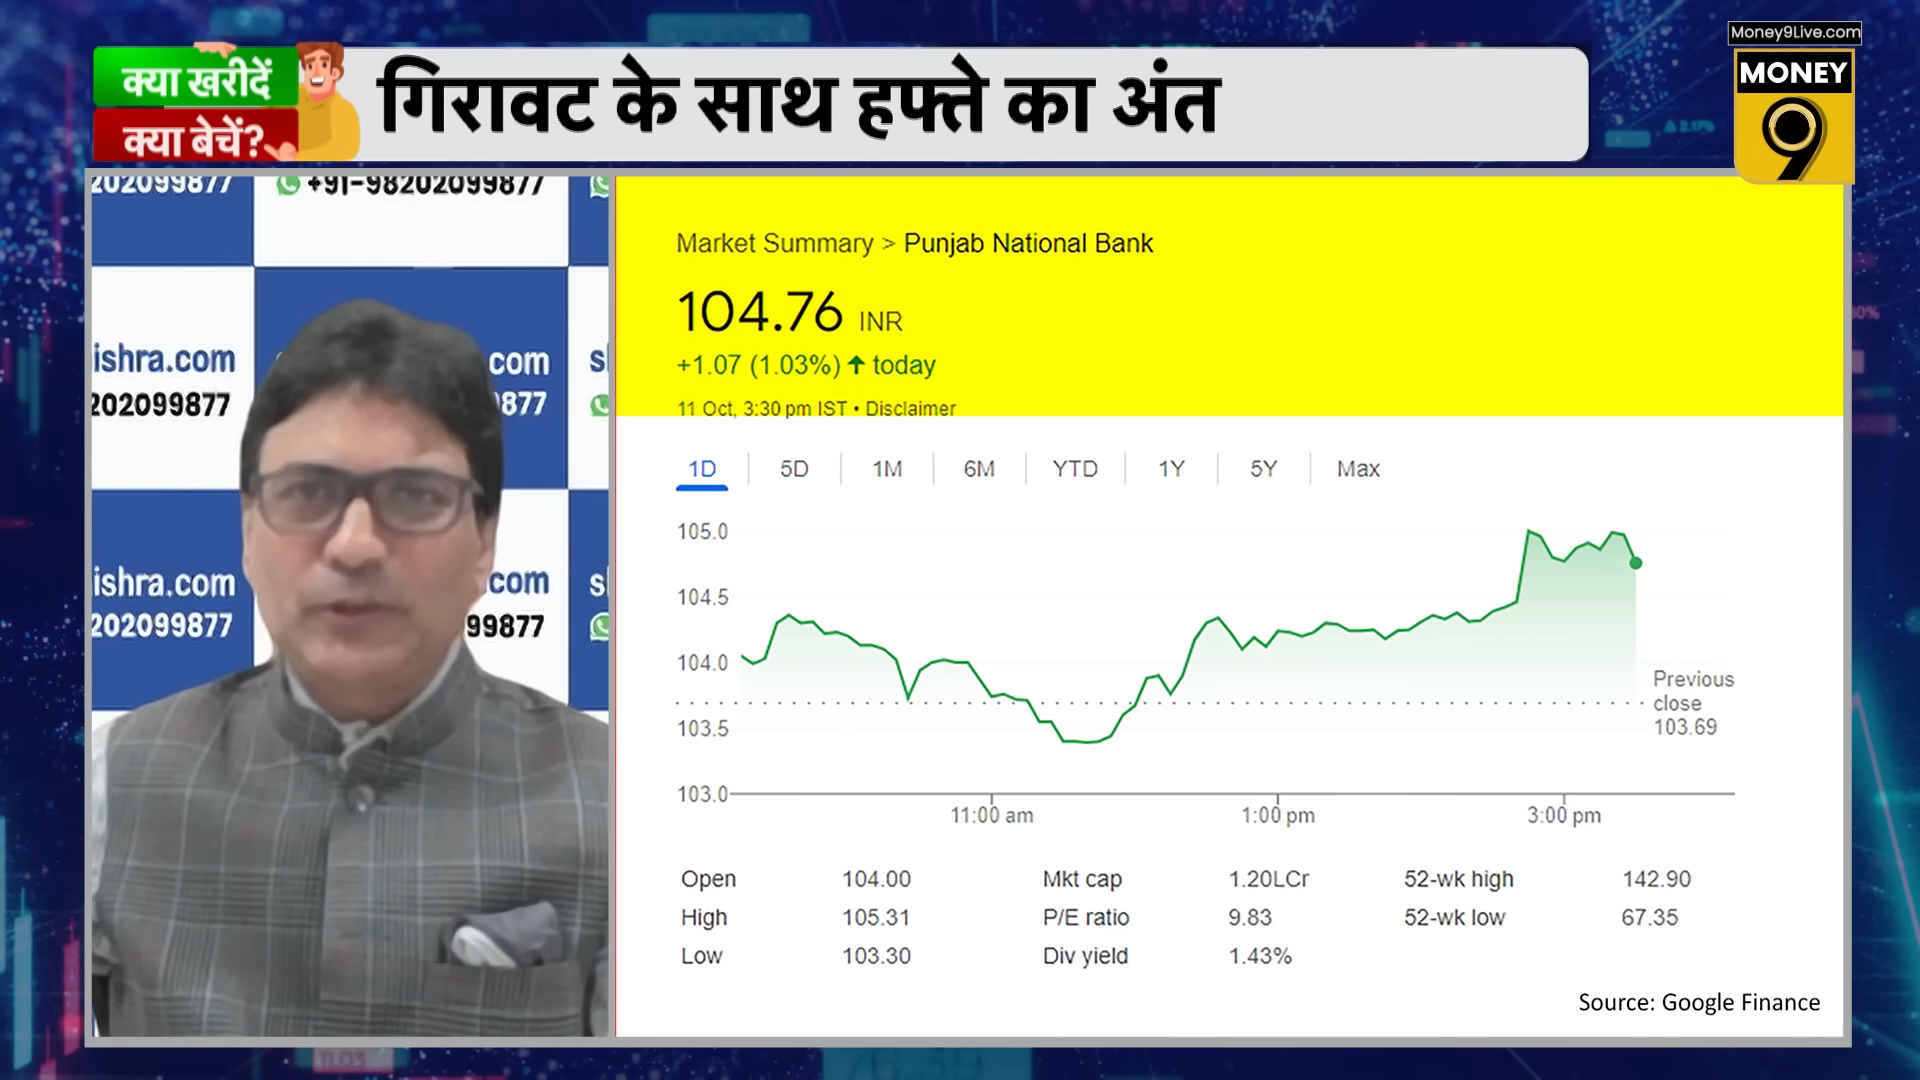 Money9Live.com
MONEY
9
क्या खरीदें
क्या बेचें?
गिरावट के साथ हफ्ते का अंत
202099877
+91-98202099877
ishra.com
com
202099877
877
ishra.com
com
202099877
99877
Market Summary > Punjab National Bank
104.76 INR
+1.07 (1.03%) ↑ today
11 Oct, 3:30 pm IST • Disclaimer
1D 5D 1M 6M YTD 1Y 5Y Max
105.0
104.5
104.0
103.5
103.0
Previous
close
103.69
11:00 am 1:00 pm 3:00 pm
Open 104.00 Mkt cap 1.20LCr 52-wk high 142.90
High 105.31 P/E ratio 9.83 52-wk low 67.35
Low 103.30 Div yield 1.43%
Source: Google Finance